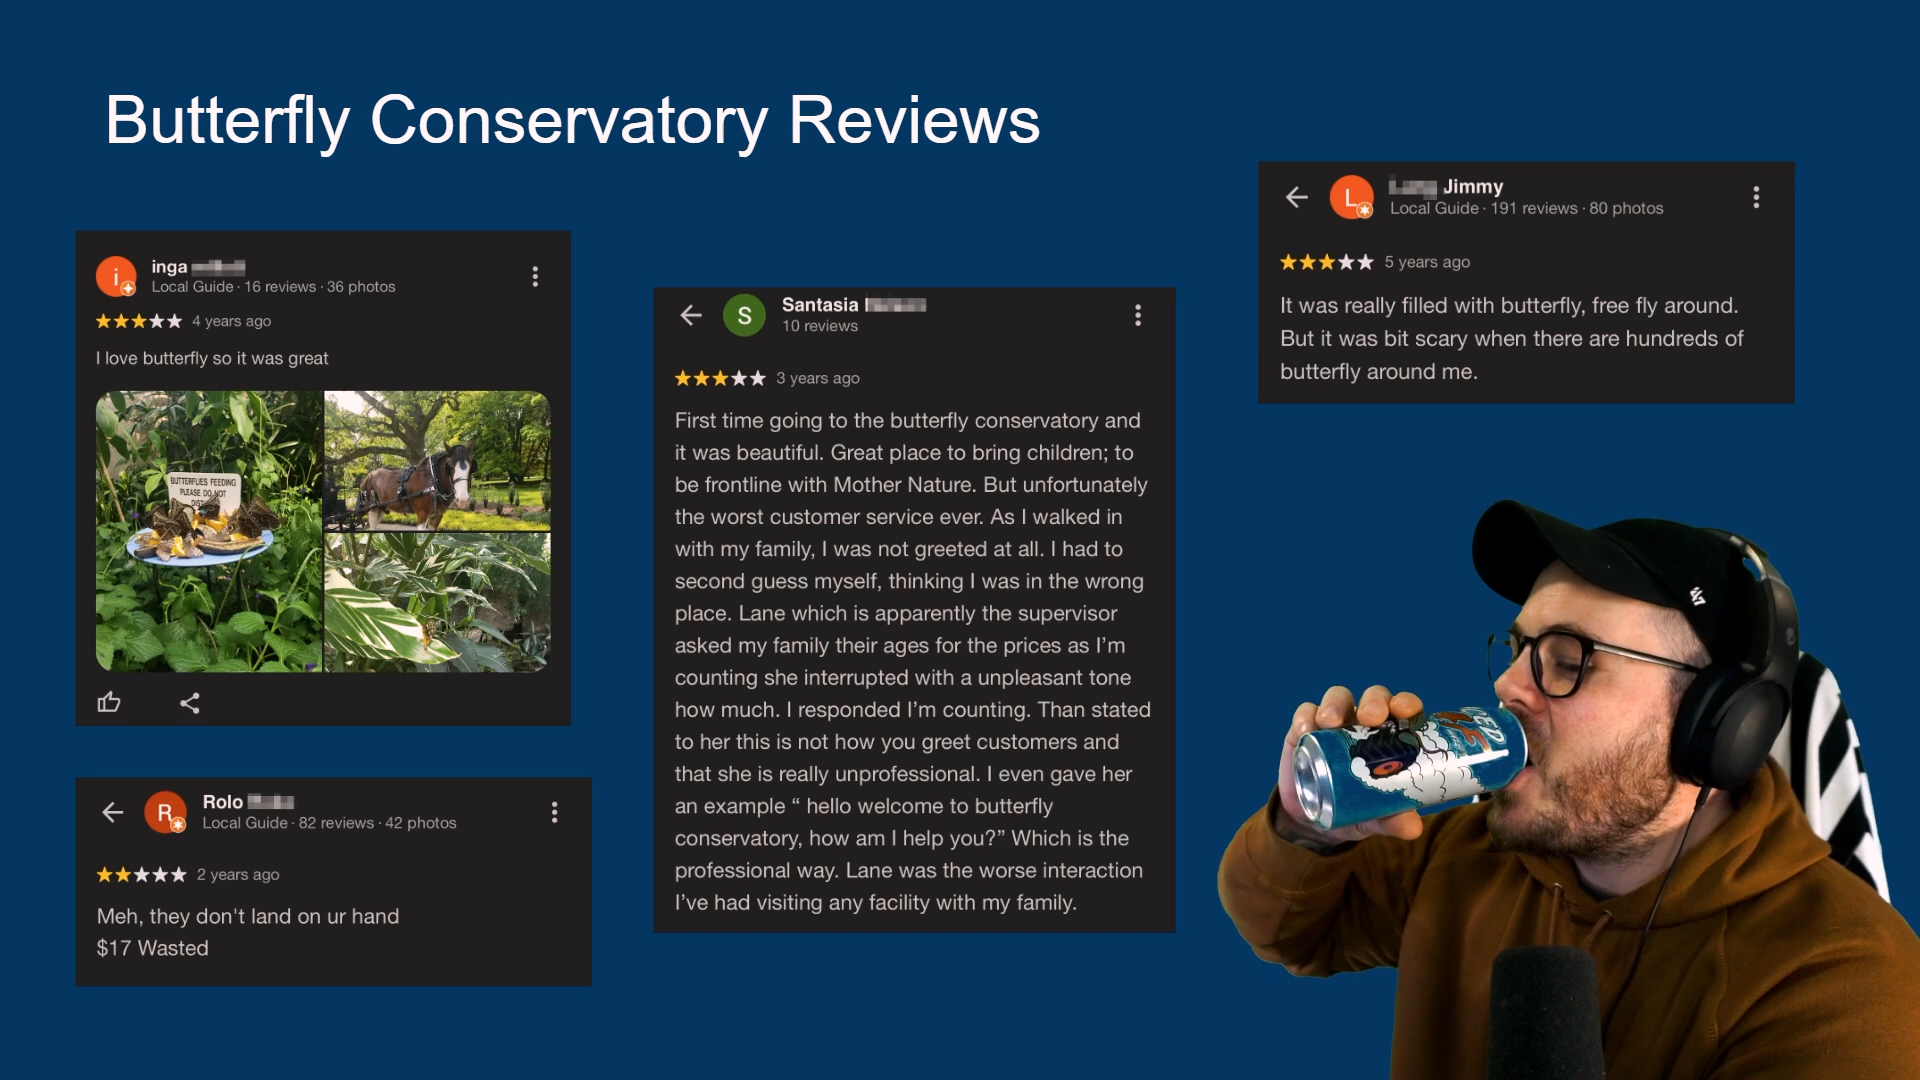 Butterfly Conservatory Reviews
inga
Local Guide · 16 reviews · 36 photos
4 years ago
I love butterfly so it was great
BUTTERFLIES FEEDING
PLEASE DO NOT
Rolo
Local Guide · 82 reviews · 42 photos
2 years ago
Meh, they don't land on ur hand
$17 Wasted
Santasia
10 reviews
3 years ago
First time going to the butterfly conservatory and
it was beautiful. Great place to bring children; to
be frontline with Mother Nature. But unfortunately
the worst customer service ever. As I walked in
with my family, I was not greeted at all. I had to
second guess myself, thinking I was in the wrong
place. Lane which is apparently the supervisor
asked my family their ages for the prices as I’m
counting she interrupted with a unpleasant tone
how much. I responded I’m counting. Than stated
to her this is not how you greet customers and
that she is really unprofessional. I even gave her
an example “ hello welcome to butterfly
conservatory, how am I help you?” Which is the
professional way. Lane was the worse interaction
I’ve had visiting any facility with my family.
Jimmy
Local Guide · 191 reviews · 80 photos
5 years ago
It was really filled with butterfly, free fly around.
But it was bit scary when there are hundreds of
butterfly around me.